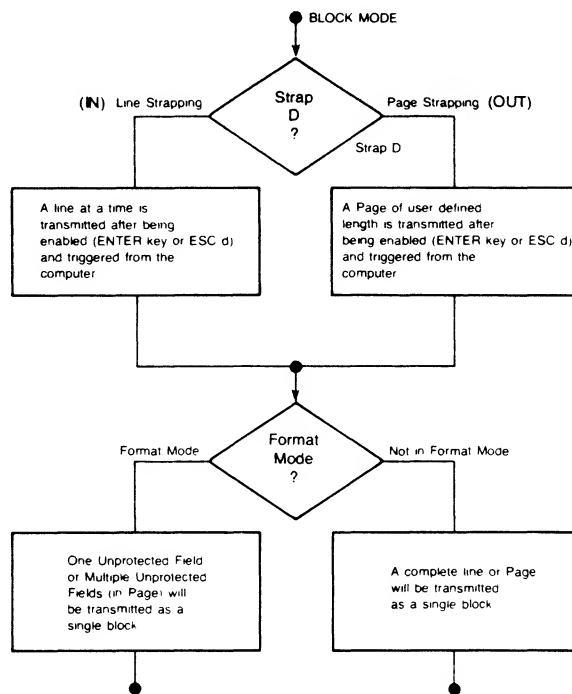 BLOCK MODE
(IN) Line Strapping
Strap
D
?
Page Strapping (OUT)
Strap D
A line at a time is
transmitted after being
enabled (ENTER key or ESC d)
and triggered from the
computer
A Page of user defined
length is transmitted after
being enabled (ENTER key or ESC d)
and triggered from the
computer
Format Mode
Format
Mode
?
Not in Format Mode
One Unprotected Field
or Multiple Unprotected
Fields (in Page) will
be transmitted as a
single block
A complete line or Page
will be transmitted
as a single block